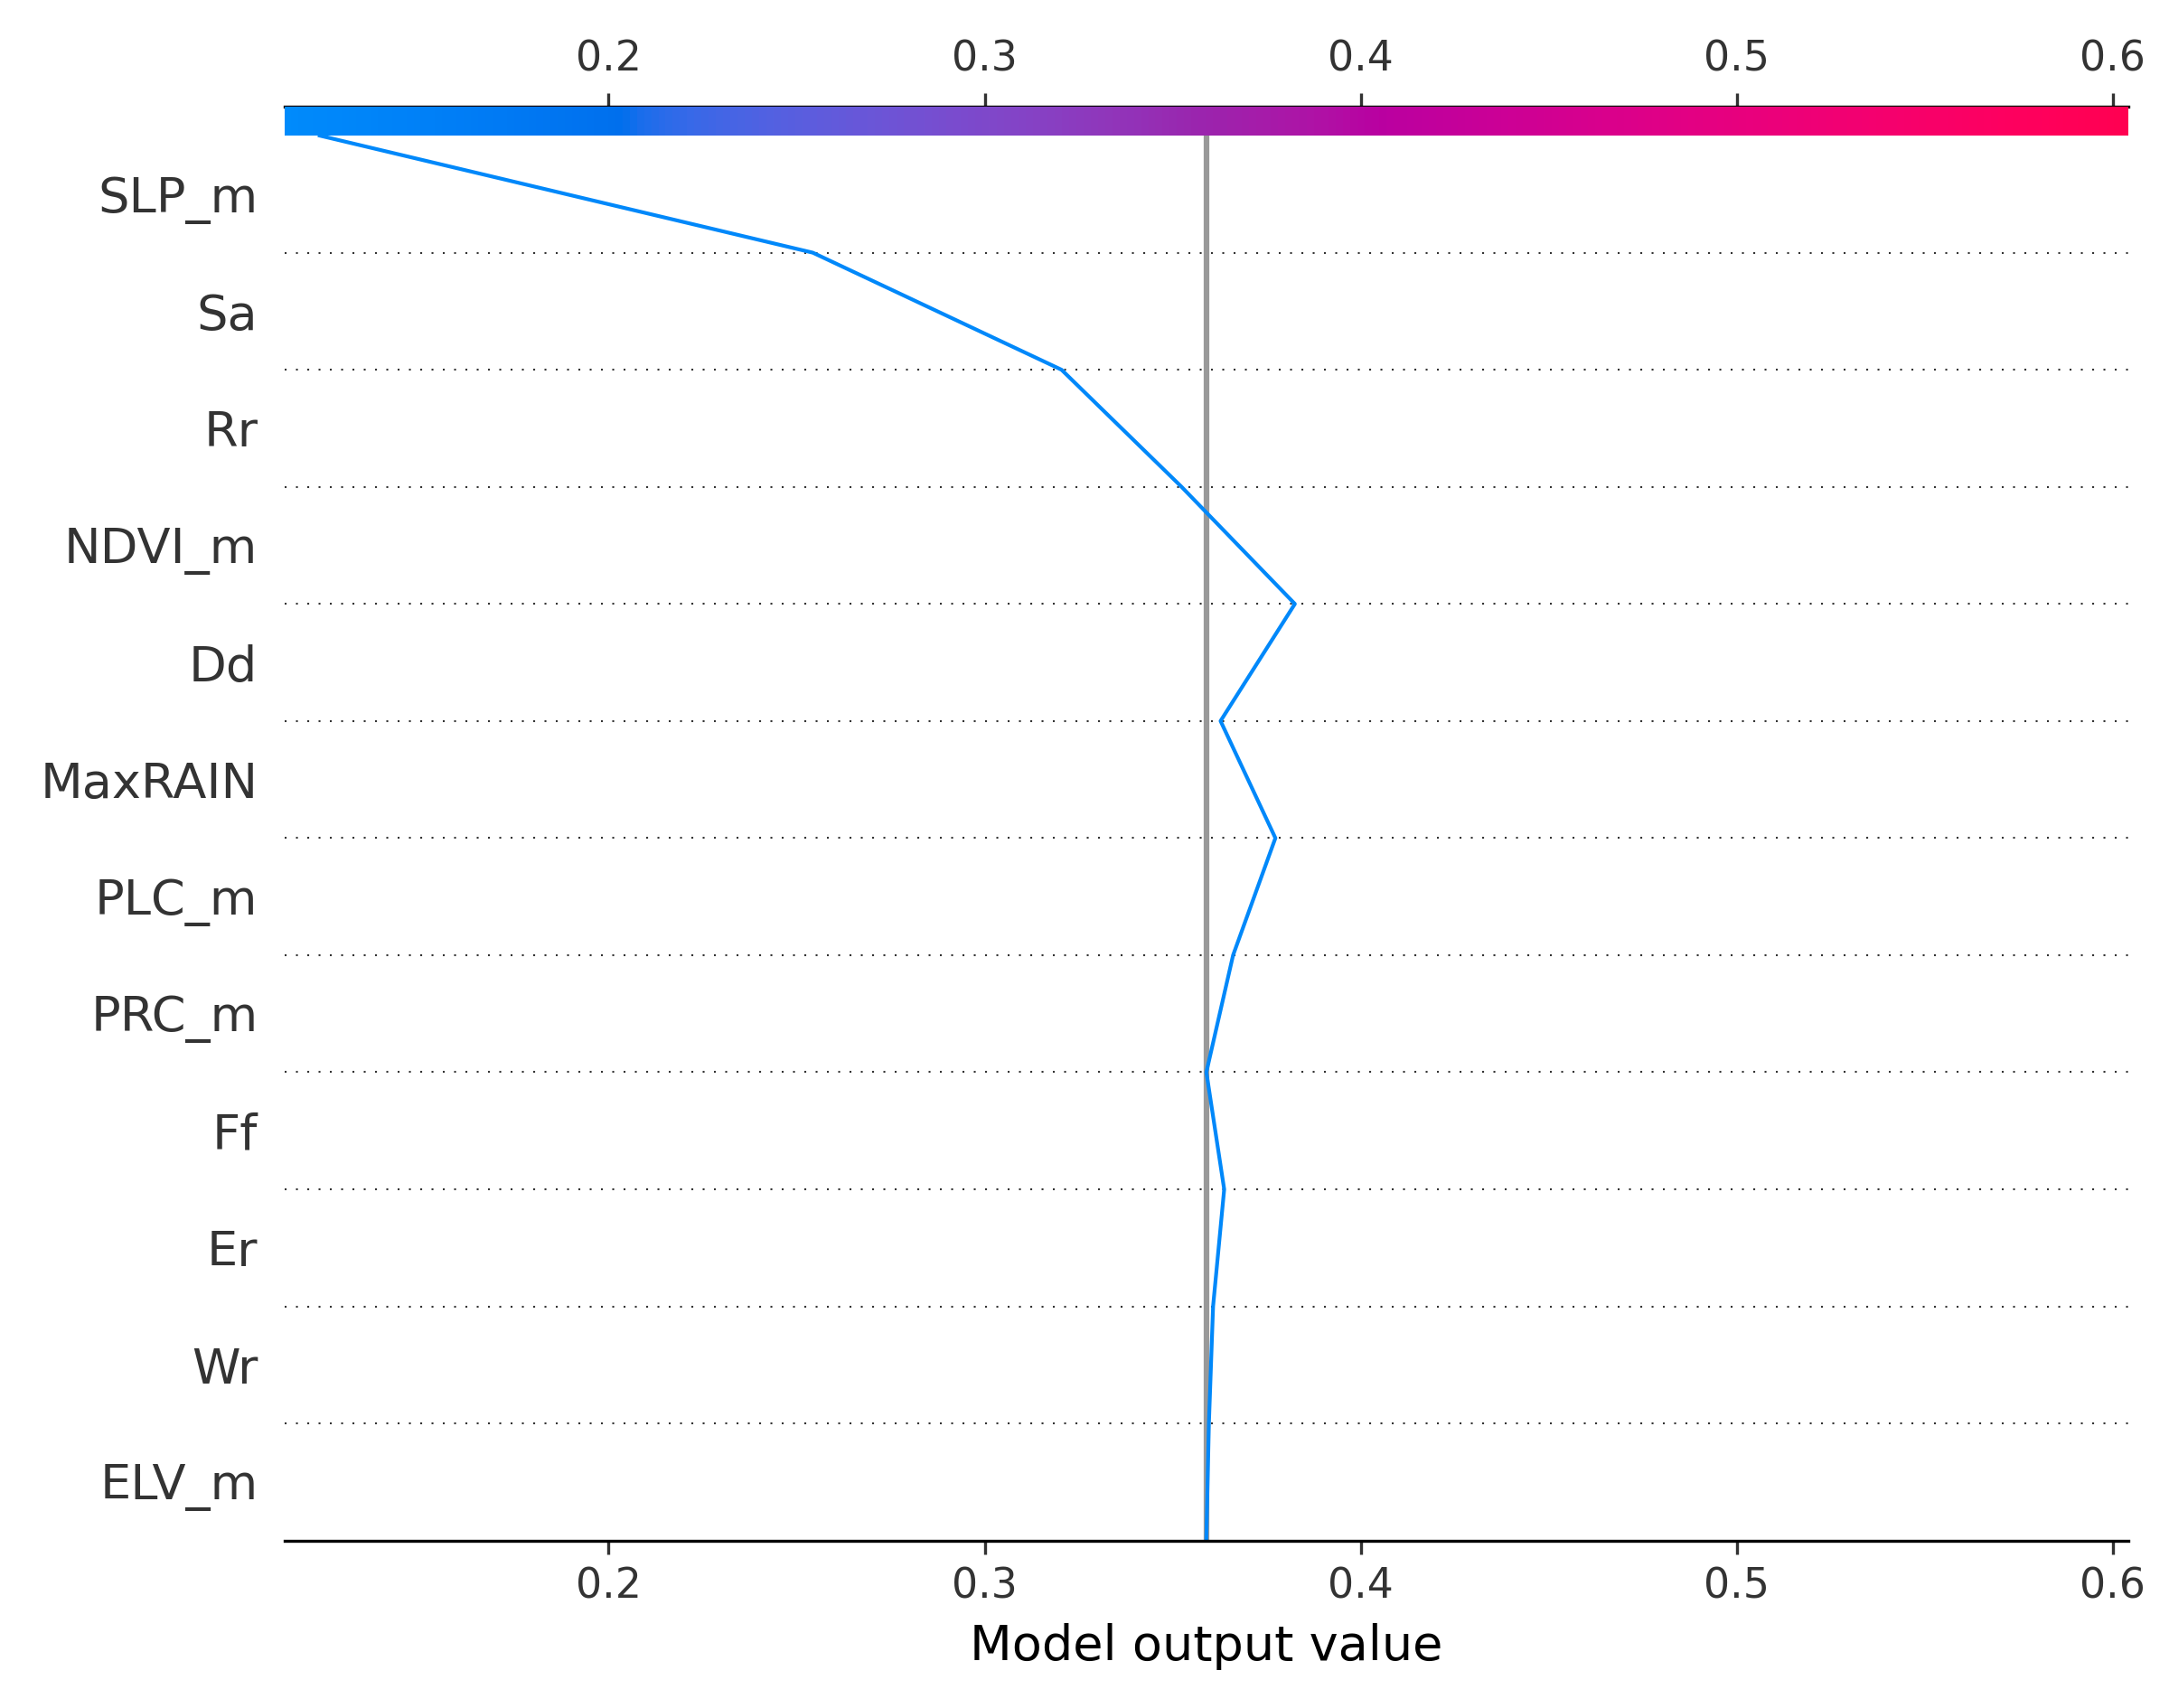 0.2 0.3 0.4 0.5 0.6
SLP_m
Sa
Rr
NDVI_m
Dd
MaxRAIN
PLC_m
PRC_m
Ff
Er
Wr
ELV_m
0.2 0.3 0.4 0.5 0.6
Model output value